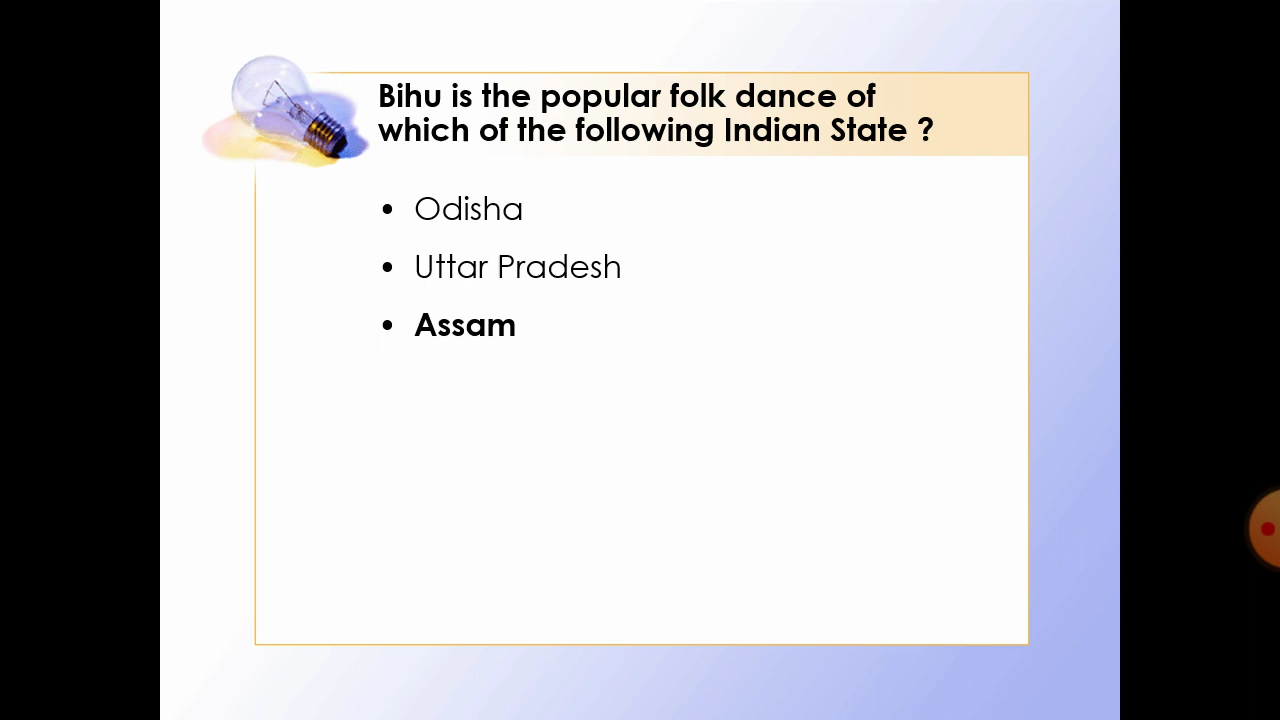 Bihu is the popular folk dance of
which of the following Indian State ?
• Odisha
• Uttar Pradesh
• Assam